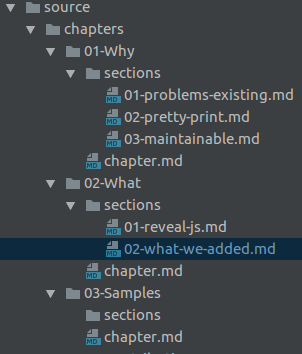 source
chapters
01-Why
sections
01-problems-existing.md
02-pretty-print.md
03-maintainable.md
chapter.md
02-What
sections
01-reveal-js.md
02-what-we-added.md
chapter.md
03-Samples
sections
chapter.md